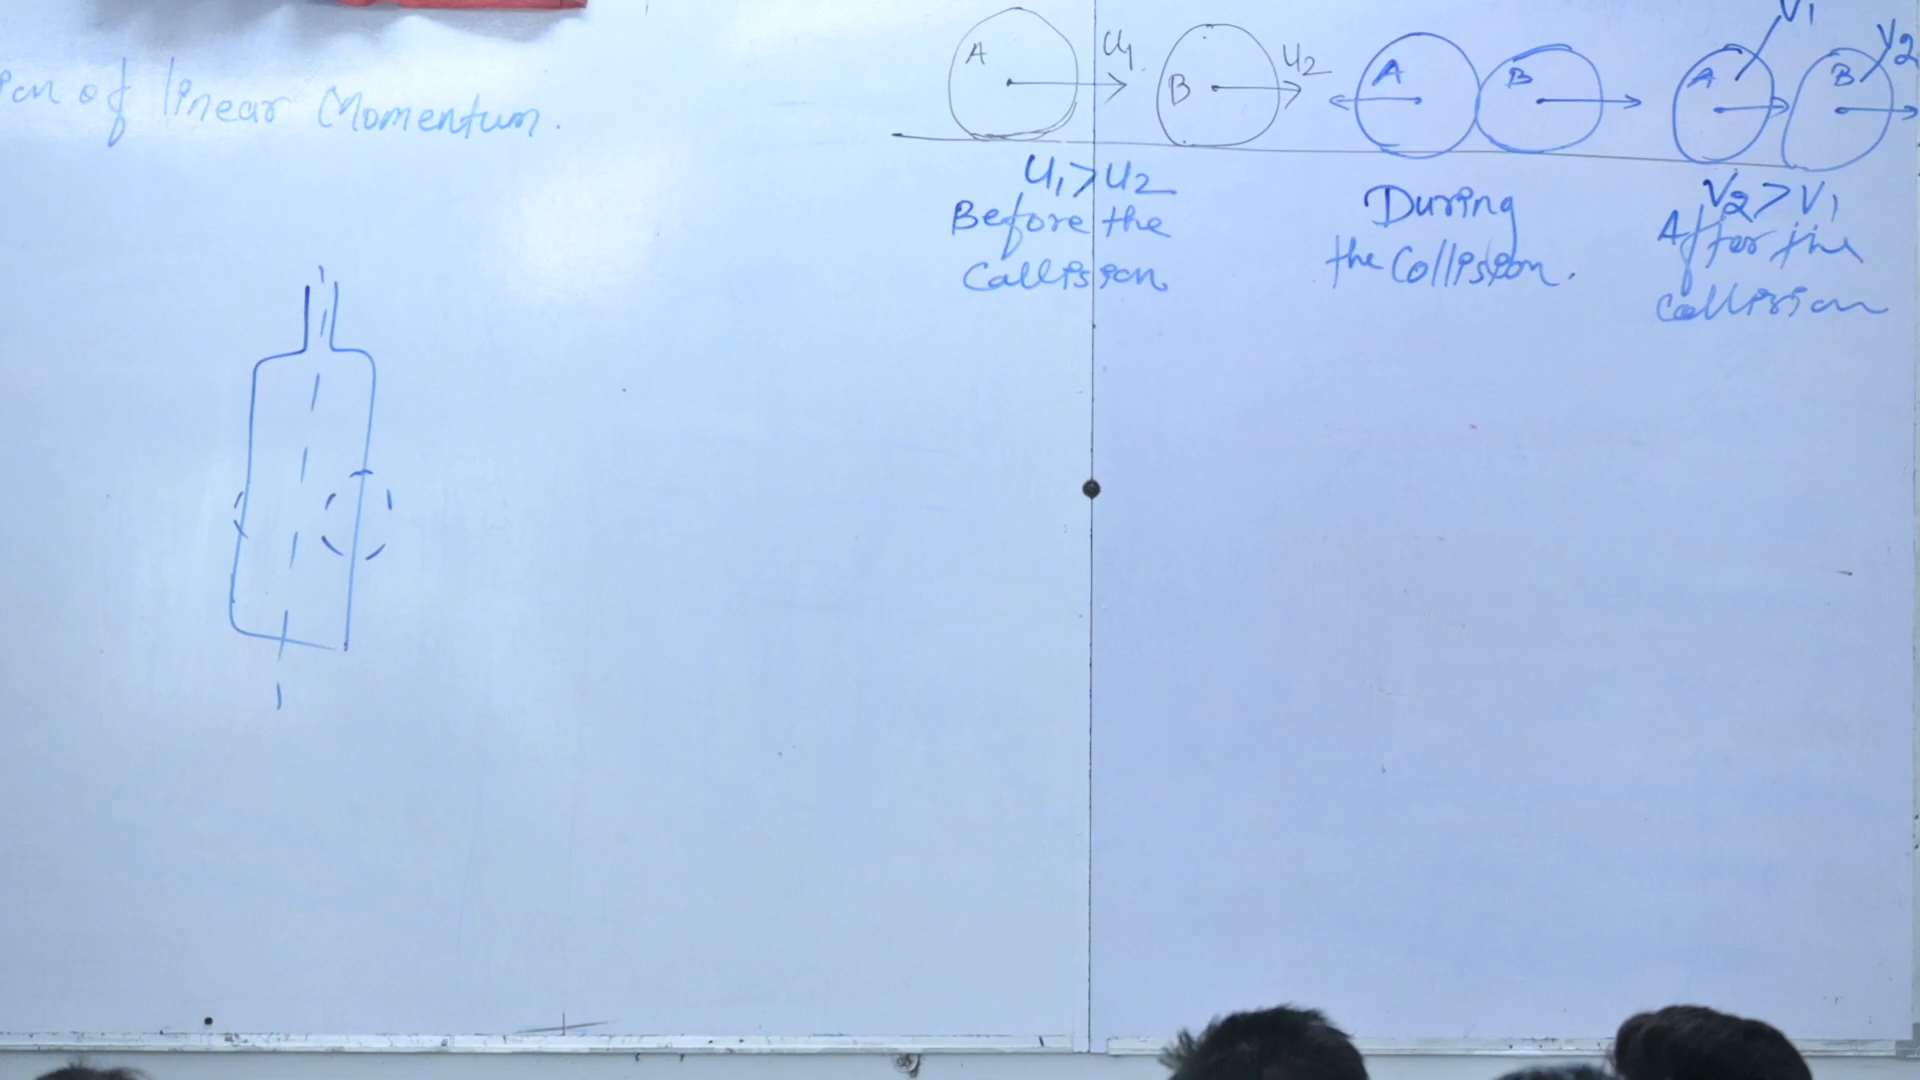 of linear Momentum.
A U1 B U2
U1 > U2
Before the
Collision
A B
During
the Collision.
A V1 B V2
V2 > V1
After the
Collision